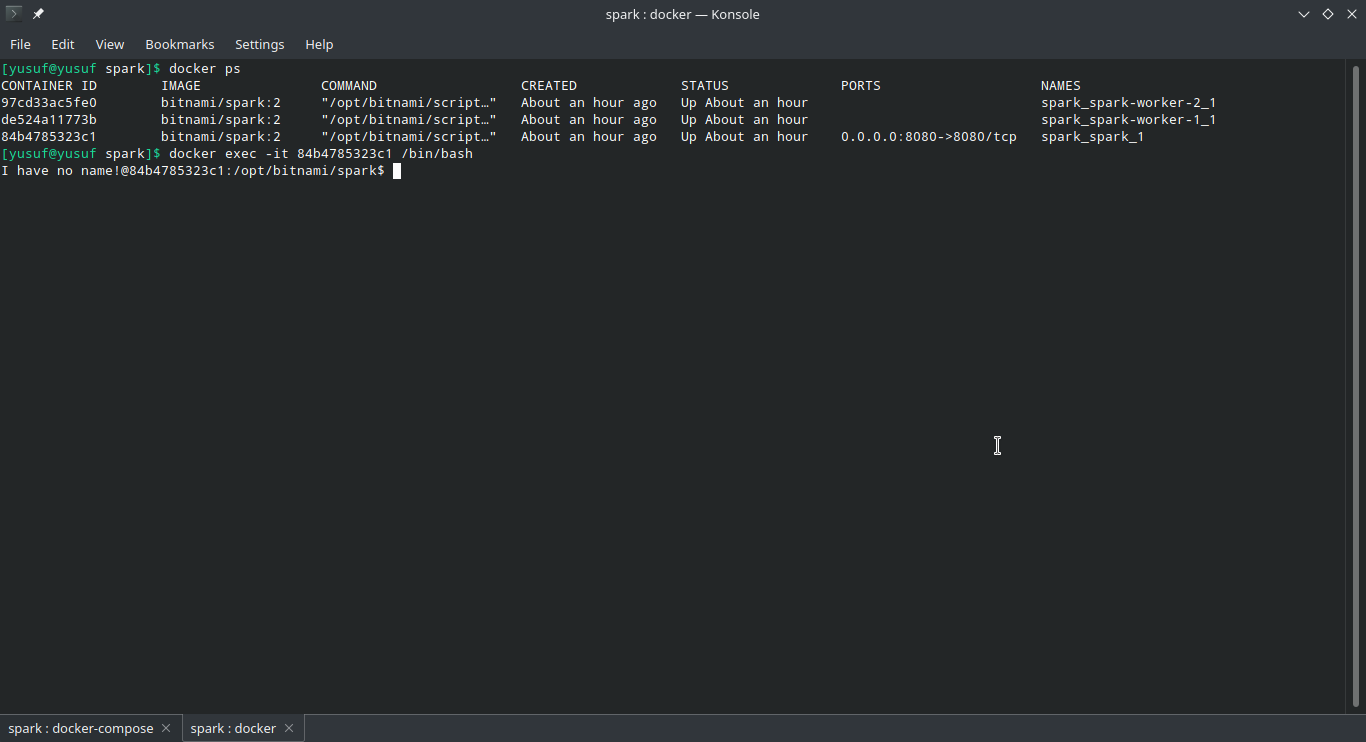 spark : docker — Konsole
File Edit View Bookmarks Settings Help
[yusuf@yusuf spark]$ docker ps
CONTAINER ID        IMAGE               COMMAND                  CREATED             STATUS              PORTS                    NAMES
97cd33ac5fe0        bitnami/spark:2     "/opt/bitnami/script…"   About an hour ago   Up About an hour                             spark_spark-worker-2_1
de524a11773b        bitnami/spark:2     "/opt/bitnami/script…"   About an hour ago   Up About an hour                             spark_spark-worker-1_1
84b4785323c1        bitnami/spark:2     "/opt/bitnami/script…"   About an hour ago   Up About an hour    0.0.0.0:8080->8080/tcp   spark_spark_1
[yusuf@yusuf spark]$ docker exec -it 84b4785323c1 /bin/bash
I have no name!@84b4785323c1:/opt/bitnami/spark$
spark : docker-compose spark : docker